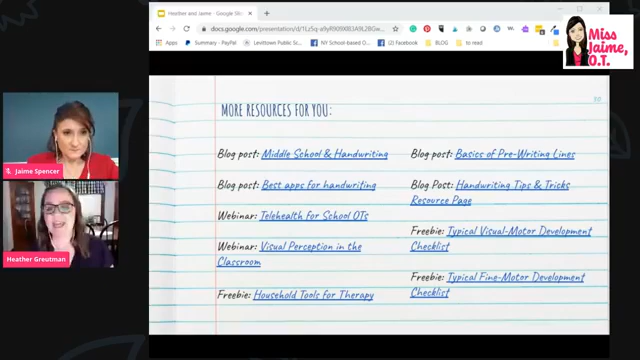 Heather and Jaime - Google Slid
docs.google.com/presentation/d/1Lz5q-a9yf0909X83A9L2BGw...
Apps
Summary - PayPal
Levittown Public Sc...
NY School-based O...
(2) Facebook
BLOG
to read
Miss
Jaime,
O.T.
30
MORE RESOURCES FOR YOU:
Blog post: Middle School & Handwriting
Blog post: Best apps for handwriting
Webinar: Telehealth for School OTs
Webinar: Visual Perception in the
Classroom
Freebie: Household Tools for Therapy
Blog post: Basics of Pre-Writing Lines
Blog Post: Handwriting Tips & Tricks
Resource Page
Freebie: Typical Visual-Motor Development
Checklist
Freebie: Typical Fine-Motor Development
Checklist
Jaime Spencer
Heather Greutman